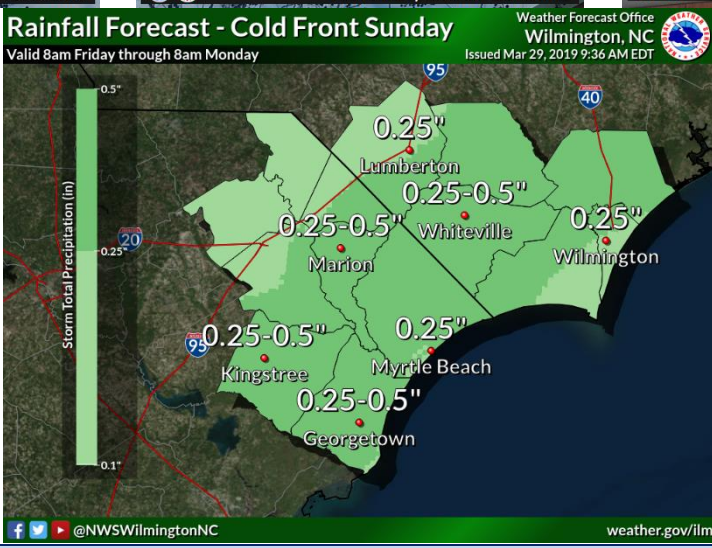 Rainfall Forecast - Cold Front Sunday
Valid 8am Friday through 8am Monday
Weather Forecast Office
Wilmington, NC
Issued Mar 29, 2019 9:36 AM EDT
95
40
0.5"
0.25"
0.1"
Storm Total Precipitation (in)
20
95
0.25"
Lumberton
0.25-0.5"
Whiteville
0.25-0.5"
Marion
0.25"
Wilmington
0.25-0.5"
Kingstree
0.25"
Myrtle Beach
0.25-0.5"
Georgetown
@NWSWilmingtonNC
weather.gov/ilm